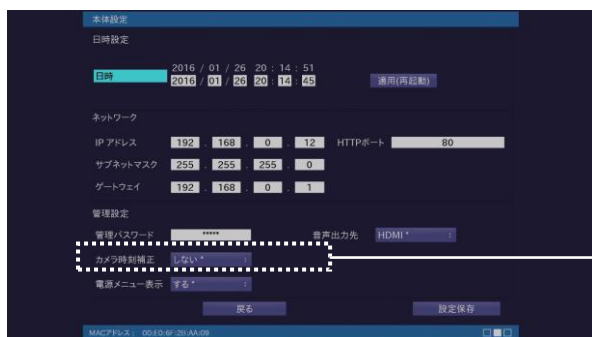 本体設定
日時設定
2016 / 01 / 26 20 : 14 : 51
日時 2016 / 01 / 26 20 : 14 : 45 適用(再起動)
ネットワーク
IP アドレス 192 . 168 . 0 . 12 HTTPポート 80
サブネットマスク 255 . 255 . 255 . 0
ゲートウェイ 192 . 168 . 0 . 1
管理設定
管理パスワード ***** 音声出力先 HDMI *
カメラ時刻補正 しない *
電源メニュー表示 する *
戻る 設定保存
MACアドレス : 00:E0:6F:2B:AA:09